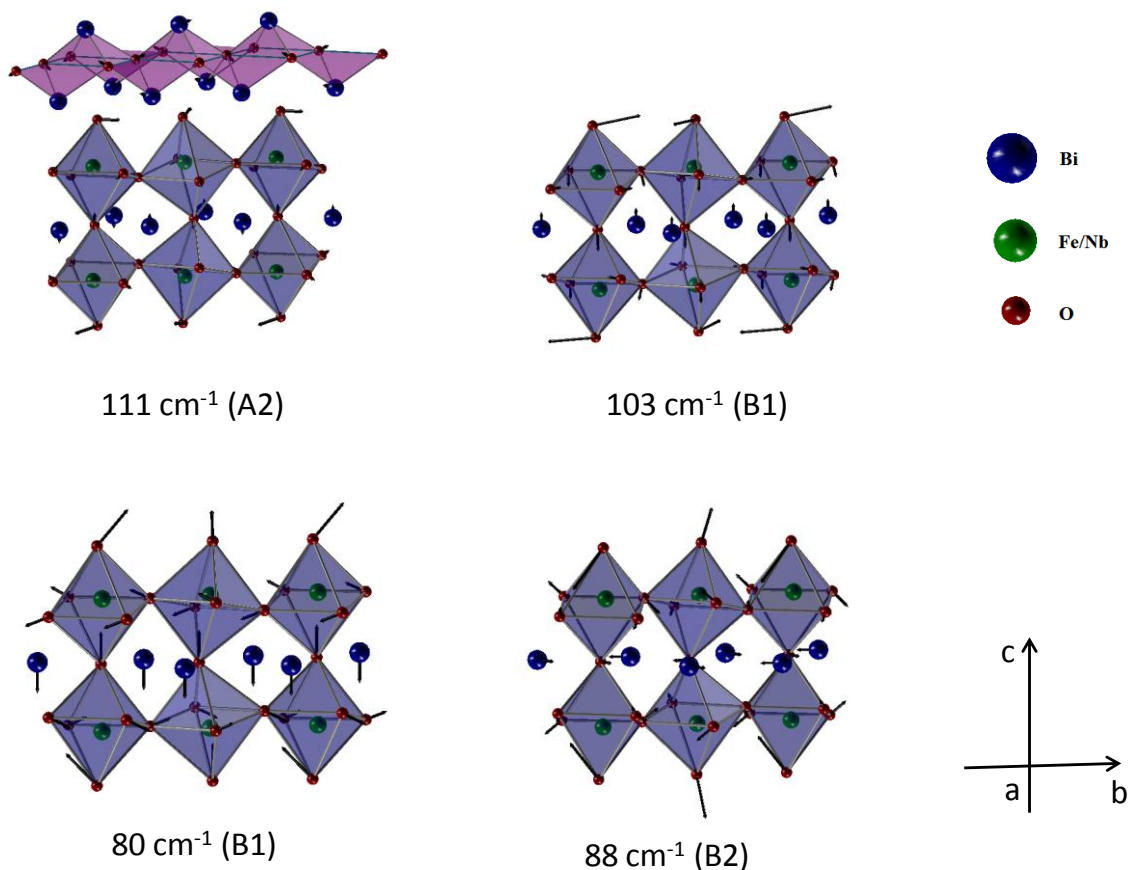 Bi
Fe/Nb
O
111 cm-1 (A2)
103 cm-1 (B1)
c
a
b
80 cm-1 (B1)
88 cm-1 (B2)